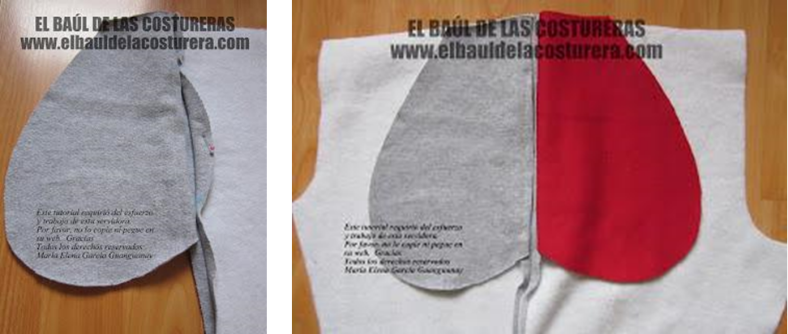 EL BAÚL DE LAS COSTURERAS
www.elbauldelacosturera.com
Este tutorial requirió del esfuerzo
y trabajo de esta servidora.
Por favor, no lo copie ni pegue en
su web. Gracias
Todos los derechos reservados
María Elena García
EL BAÚL DE LAS COSTURERAS
www.elbauldelacosturera.com
Este tutorial requirió del esfuerzo
y trabajo de esta servidora.
Por favor, no lo copie ni pegue en
su web. Gracias
Todos los derechos reservados
María Elena García